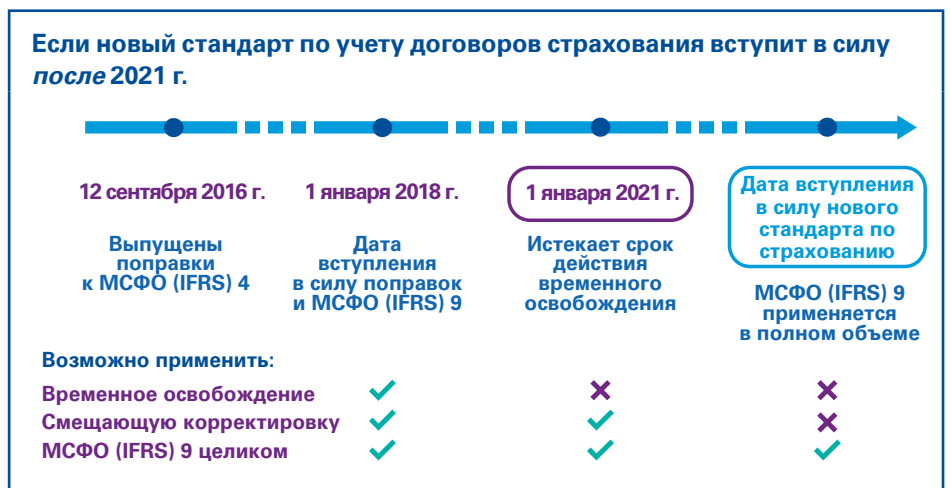 Если новый стандарт по учету договоров страхования вступит в силу
после 2021 г.
12 сентября 2016 г.
Выпущены
поправки
к МСФО (IFRS) 4
1 января 2018 г.
Дата
вступления
в силу поправок
и МСФО (IFRS) 9
1 января 2021 г.
Истекает срок
действия
временного
освобождения
Дата вступления
в силу нового
стандарта по
страхованию
МСФО (IFRS) 9
применяется
в полном объеме
Возможно применить:
Временное освобождение
Смещающую корректировку
МСФО (IFRS) 9 целиком